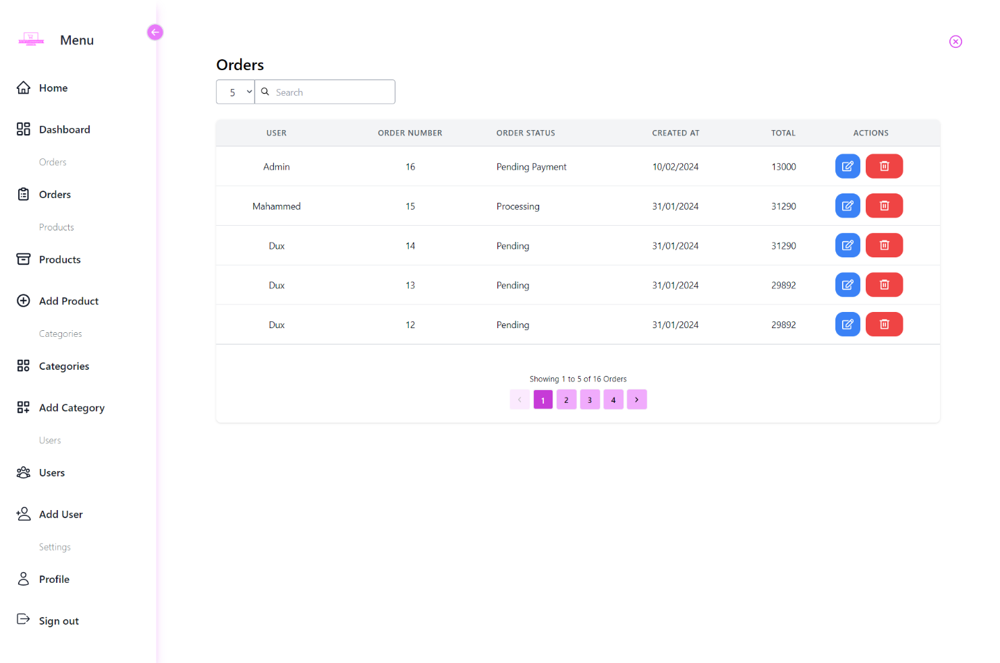 Menu
Home
Dashboard
Orders
Orders
Products
Products
Add Product
Categories
Categories
Add Category
Users
Users
Add User
Settings
Profile
Sign out
Orders
5 Search
USER ORDER NUMBER ORDER STATUS CREATED AT TOTAL ACTIONS
Admin 16 Pending Payment 10/02/2024 13000
Mahammed 15 Processing 31/01/2024 31290
Dux 14 Pending 31/01/2024 31290
Dux 13 Pending 31/01/2024 29892
Dux 12 Pending 31/01/2024 29892
Showing 1 to 5 of 16 Orders
1 2 3 4